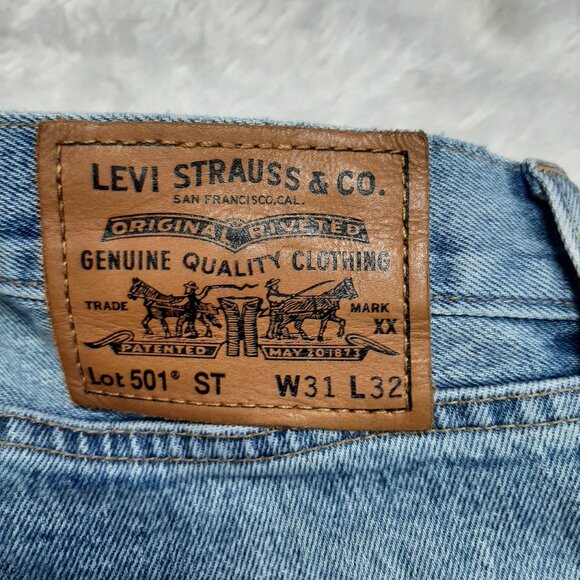 LEVI STRAUSS & CO.
SAN FRANCISCO, CAL.
ORIGINAL RIVETED
GENUINE QUALITY CLOTHING
TRADE MARK
XX
PATENTED MAY 20 1873
Lot 501® ST W31 L32